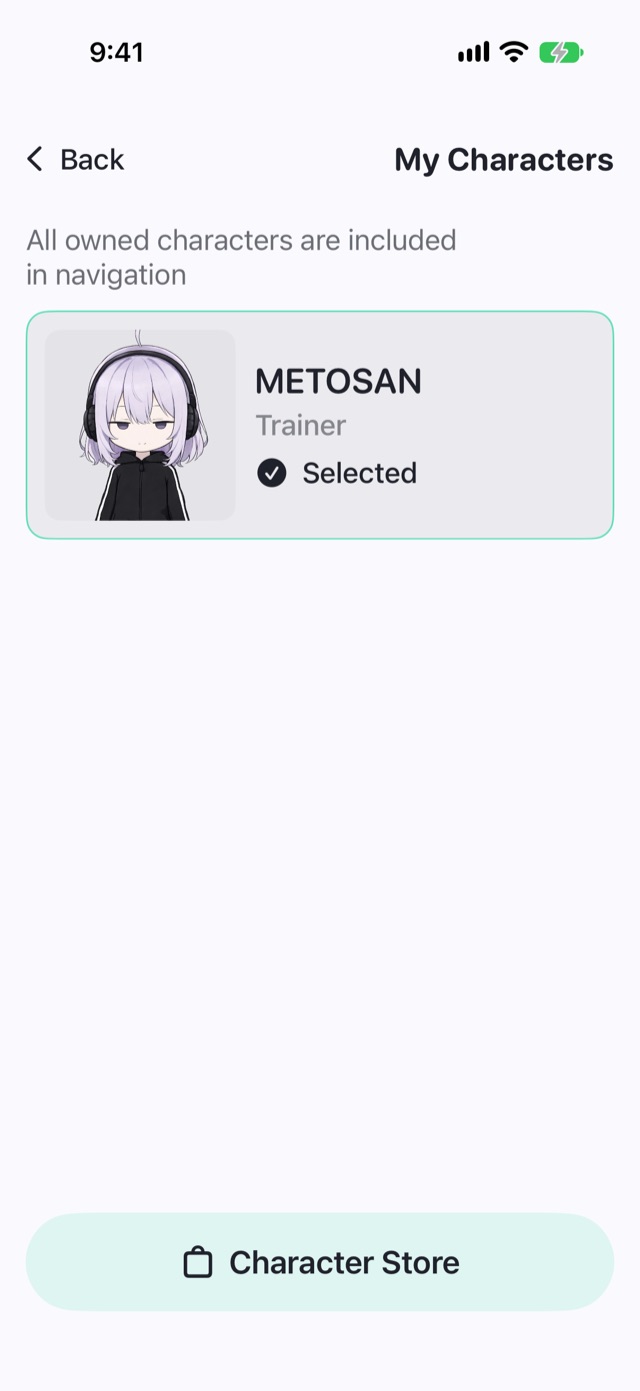 9:41
Back
My Characters
All owned characters are included
in navigation
METOSAN
Trainer
Selected
Character Store